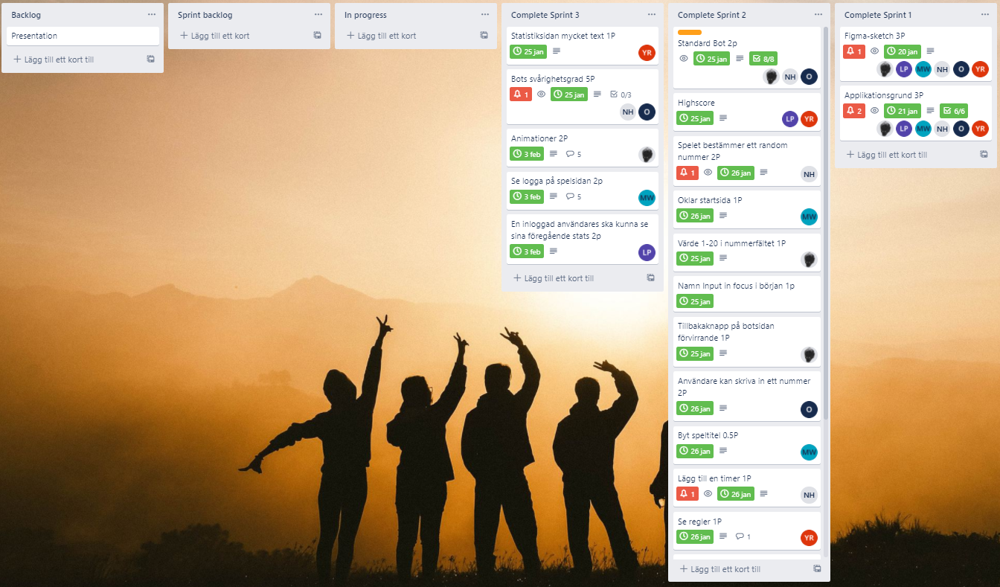 Backlog
Presentation
Lägg till ett kort till
Sprint backlog
Lägg till ett kort
In progress
Lägg till ett kort
Complete Sprint 3
Statistiksidan mycket text 1P
25 jan
YR
Bots svårighetsgrad 5P
1 25 jan 0/3
NH O
Animationer 2P
3 feb 5
Se logga på spelsidan 2p
3 feb 5 MW
En inloggad användares ska kunna se
sina föregående stats 2p
3 feb LP
Lägg till ett kort till
Complete Sprint 2
Standard Bot 2p
25 jan 8/8
NH O
Highscore
25 jan LP YR
Spelet bestämmer ett random
nummer 2P
1 26 jan NH
Oklar startsida 1P
26 jan MW
Värde 1-20 i nummerfältet 1P
25 jan
Namn Input in focus i början 1p
25 jan
Tillbakaknapp på botsidan
förvirrande 1P
25 jan
Användare kan skriva in ett nummer
2P
26 jan O
Byt speltitel 0.5P
26 jan MW
Lägg till en timer 1P
1 26 jan NH
Se regler 1P
26 jan 1 YR
Lägg till ett kort till
Complete Sprint 1
Figma-sketch 3P
1 20 jan
LP MW NH O YR
Applikationsgrund 3P
2 21 jan 6/6
LP MW NH O YR
Lägg till ett kort till